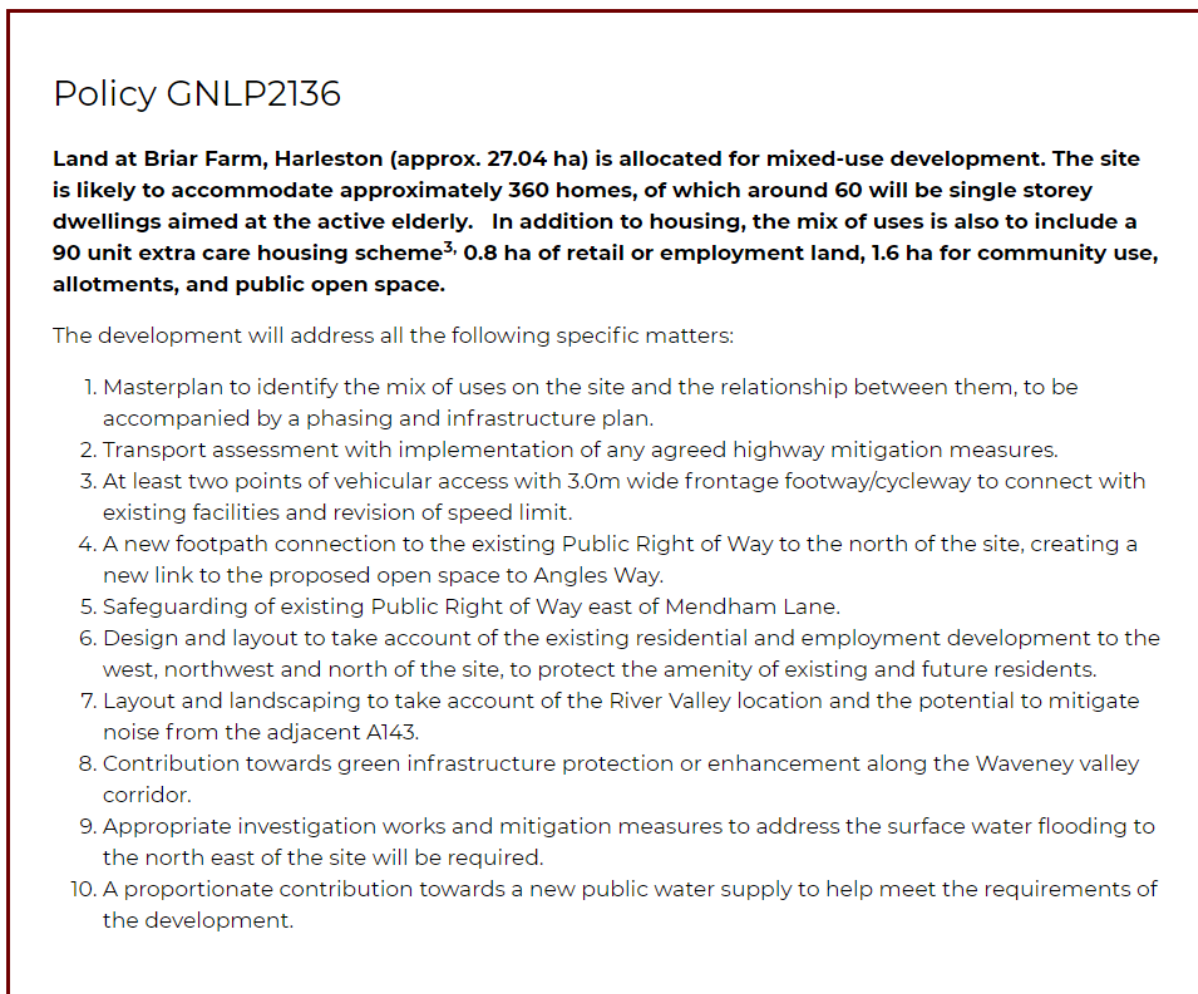 Policy GNLP2136
Land at Briar Farm, Harleston (approx. 27.04 ha) is allocated for mixed-use development. The site
is likely to accommodate approximately 360 homes, of which around 60 will be single storey
dwellings aimed at the active elderly.   In addition to housing, the mix of uses is also to include a
90 unit extra care housing scheme3, 0.8 ha of retail or employment land, 1.6 ha for community use,
allotments, and public open space.
The development will address all the following specific matters:
1. Masterplan to identify the mix of uses on the site and the relationship between them, to be
accompanied by a phasing and infrastructure plan.
2. Transport assessment with implementation of any agreed highway mitigation measures.
3. At least two points of vehicular access with 3.0m wide frontage footway/cycleway to connect with
existing facilities and revision of speed limit.
4. A new footpath connection to the existing Public Right of Way to the north of the site, creating a
new link to the proposed open space to Angles Way.
5. Safeguarding of existing Public Right of Way east of Mendham Lane.
6. Design and layout to take account of the existing residential and employment development to the
west, northwest and north of the site, to protect the amenity of existing and future residents.
7. Layout and landscaping to take account of the River Valley location and the potential to mitigate
noise from the adjacent A143.
8. Contribution towards green infrastructure protection or enhancement along the Waveney valley
corridor.
9. Appropriate investigation works and mitigation measures to address the surface water flooding to
the north east of the site will be required.
10. A proportionate contribution towards a new public water supply to help meet the requirements of
the development.